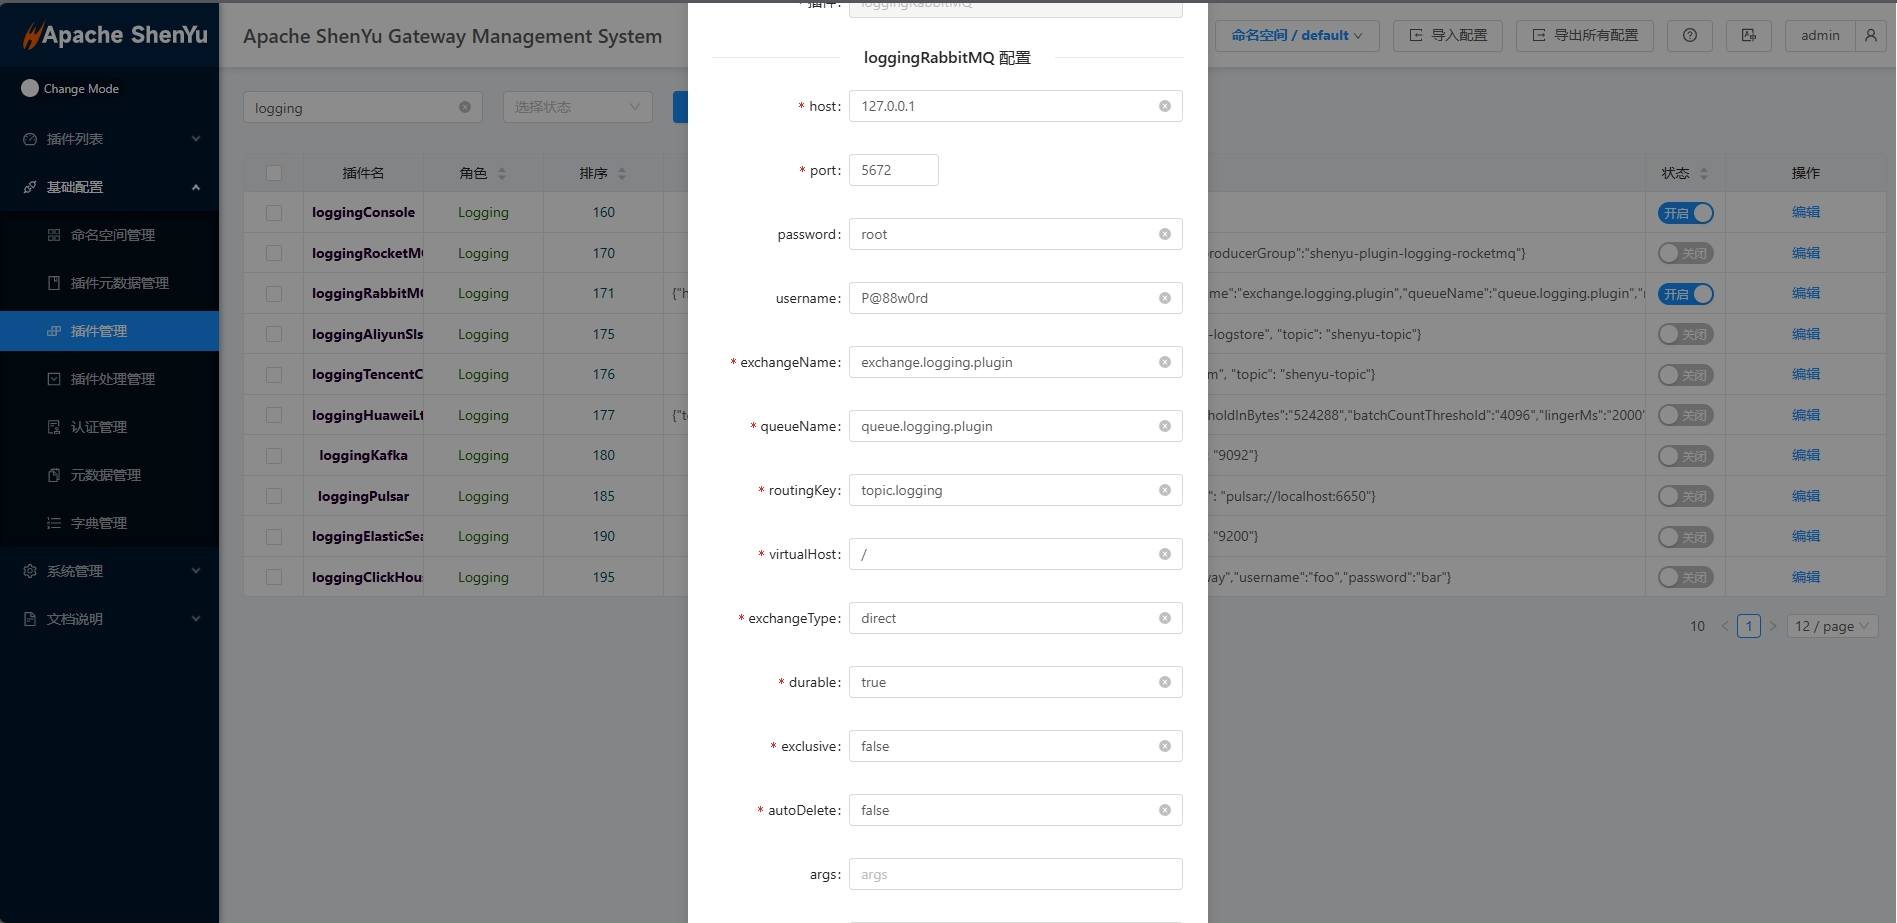 Apache ShenYu
Apache ShenYu Gateway Management System
命名空间 / default
导入配置
导出所有配置
admin
Change Mode
插件列表
基础配置
命名空间管理
插件元数据管理
插件管理
插件处理管理
认证管理
元数据管理
字典管理
系统管理
文档说明
logging
选择状态
插件名 角色 排序 状态 操作
loggingConsole Logging 160 开启 编辑
loggingRocketM Logging 170 roducerGroup":"shenyu-plugin-logging-rocketmq"} 关闭 编辑
loggingRabbitM Logging 171 {"h me":"exchange.logging.plugin","queueName":"queue.logging.plugin"," 开启 编辑
loggingAliyunSls Logging 175 -logstore", "topic": "shenyu-topic"} 关闭 编辑
loggingTencentC Logging 176 ", "topic": "shenyu-topic"} 关闭 编辑
loggingHuaweiLt Logging 177 {"t holdInBytes":"524288","batchCountThreshold":"4096","lingerMs":"2000" 关闭 编辑
loggingKafka Logging 180 "9092"} 关闭 编辑
loggingPulsar Logging 185 ": "pulsar://localhost:6650"} 关闭 编辑
loggingElasticSea Logging 190 "9200"} 关闭 编辑
loggingClickHou Logging 195 way","username":"foo","password":"bar"} 关闭 编辑
10 < 1 > 12 / page
* 插件: loggingRabbitMQ
loggingRabbitMQ 配置
* host: 127.0.0.1
* port: 5672
password: root
username: P@88w0rd
* exchangeName: exchange.logging.plugin
* queueName: queue.logging.plugin
* routingKey: topic.logging
* virtualHost: /
* exchangeType: direct
* durable: true
* exclusive: false
* autoDelete: false
args: args